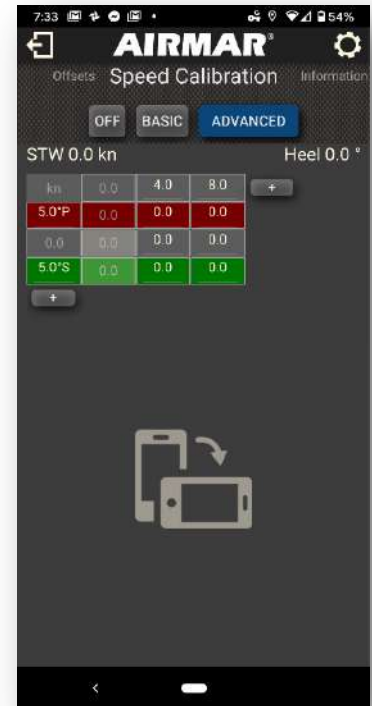 7:33 54%
AIRMAR®
Offsets Speed Calibration Information
OFF BASIC ADVANCED
STW 0.0 kn Heel 0.0 °
kn 0.0 4.0 8.0 +
5.0°P 0.0 0.0 0.0
0.0 0.0 0.0 0.0
5.0°S 0.0 0.0 0.0
+